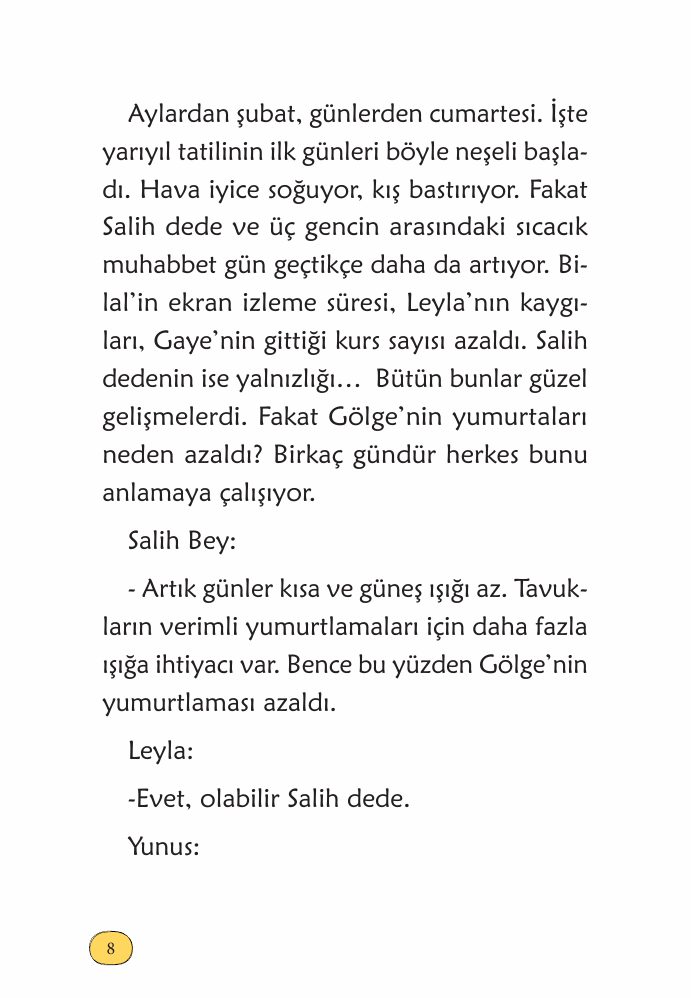 Aylardan şubat, günlerden cumartesi. İşte
yarıyıl tatilinin ilk günleri böyle neşeli başla-
dı. Hava iyice soğuyor, kış bastırıyor. Fakat
Salih dede ve üç gencin arasındaki sıcacık
muhabbet gün geçtikçe daha da artıyor. Bi-
lal’in ekran izleme süresi, Leyla’nın kaygı-
ları, Gaye’nin gittiği kurs sayısı azaldı. Salih
dedenin ise yalnızlığı… Bütün bunlar güzel
gelişmelerdi. Fakat Gölge’nin yumurtaları
neden azaldı? Birkaç gündür herkes bunu
anlamaya çalışıyor.
Salih Bey:
- Artık günler kısa ve güneş ışığı az. Tavuk-
ların verimli yumurtlamaları için daha fazla
ışığa ihtiyacı var. Bence bu yüzden Gölge’nin
yumurtlaması azaldı.
Leyla:
-Evet, olabilir Salih dede.
Yunus:
8